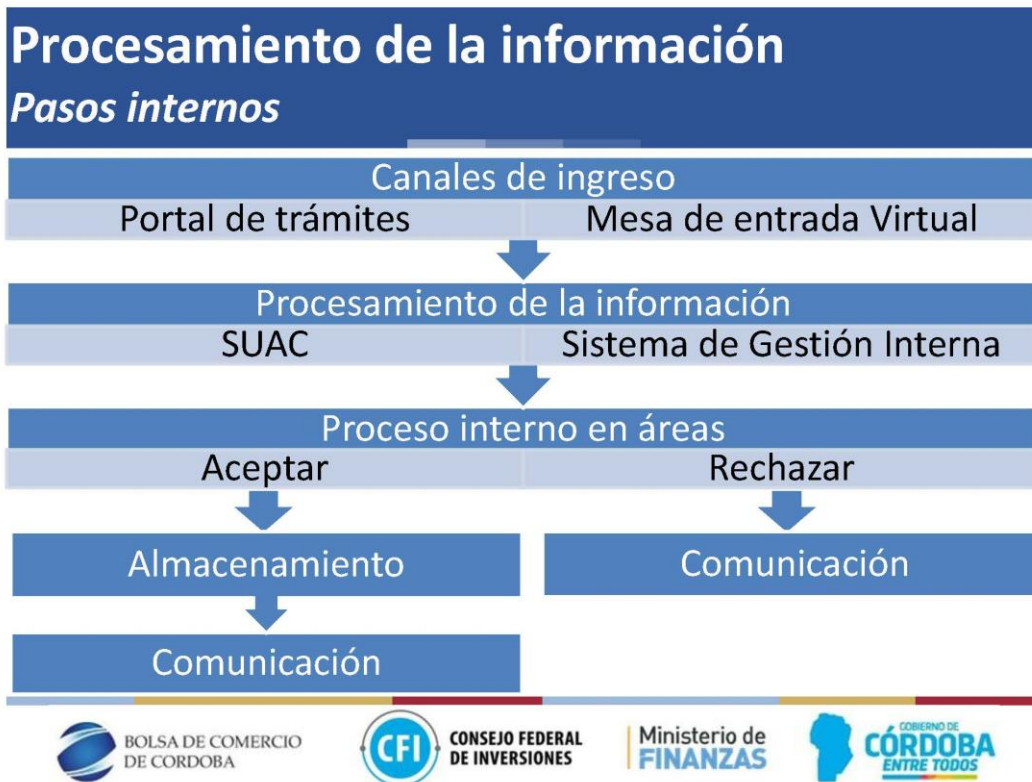 Procesamiento de la información
Pasos internos
Canales de ingreso
Portal de trámites
Mesa de entrada Virtual
Procesamiento de la información
SUAC
Sistema de Gestión Interna
Proceso interno en áreas
Aceptar
Rechazar
Almacenamiento
Comunicación
Comunicación
BOLSA DE COMERCIO
DE CORDOBA
CFI
CONSEJO FEDERAL
DE INVERSIONES
Ministerio de
FINANZAS
GOBIERNO DE
CÓRDOBA
ENTRE TODOS